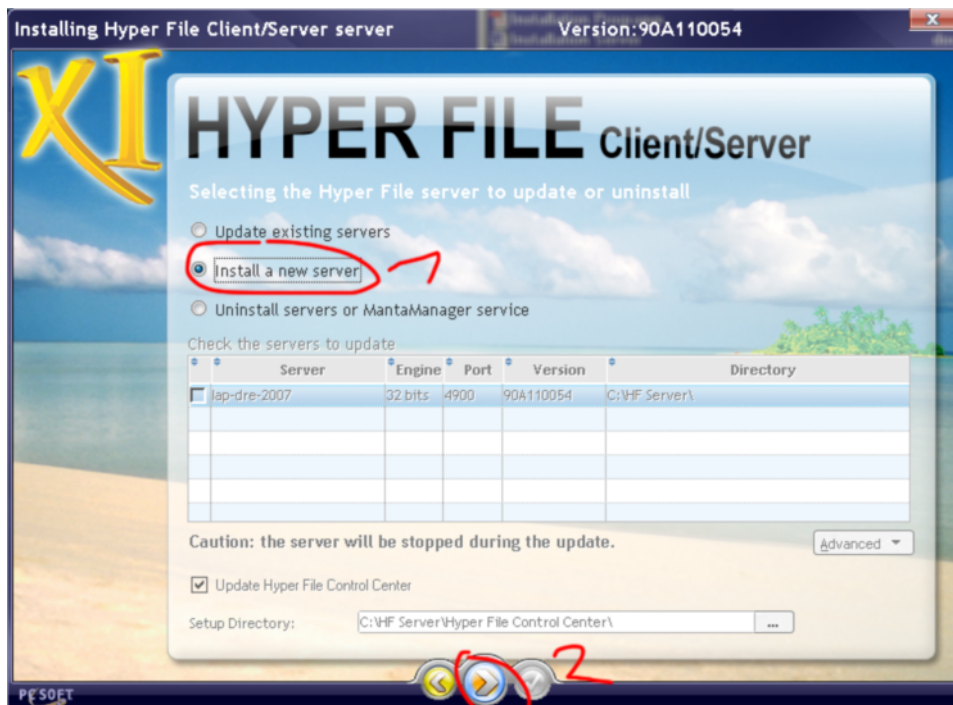 Installing Hyper File Client/Server server Version:90A110054
XI
HYPER FILE Client/Server
Selecting the Hyper File server to update or uninstall
Update existing servers
Install a new server
1
Uninstall servers or MantaManager service
Check the servers to update
Server Engine Port Version Directory
lap-dre-2007 32 bits 4900 90A110054 C:\HF Server\
Caution: the server will be stopped during the update.
Advanced
Update Hyper File Control Center
Setup Directory: C:\HF Server\Hyper File Control Center\ ...
2
PC SOFT